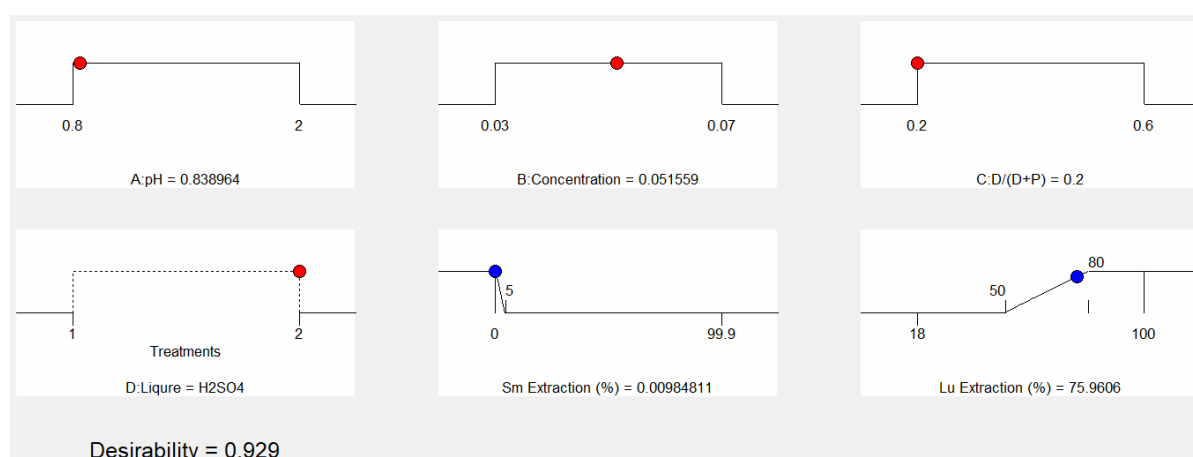 0.8 2
A:pH = 0.838964
0.03 0.07
B:Concentration = 0.051559
0.2 0.6
C:D/(D+P) = 0.2
1 2
Treatments
D:Liqure = H2SO4
5
0 99.9
Sm Extraction (%) = 0.00984811
80
50
18 100
Lu Extraction (%) = 75.9606
Desirability = 0.929